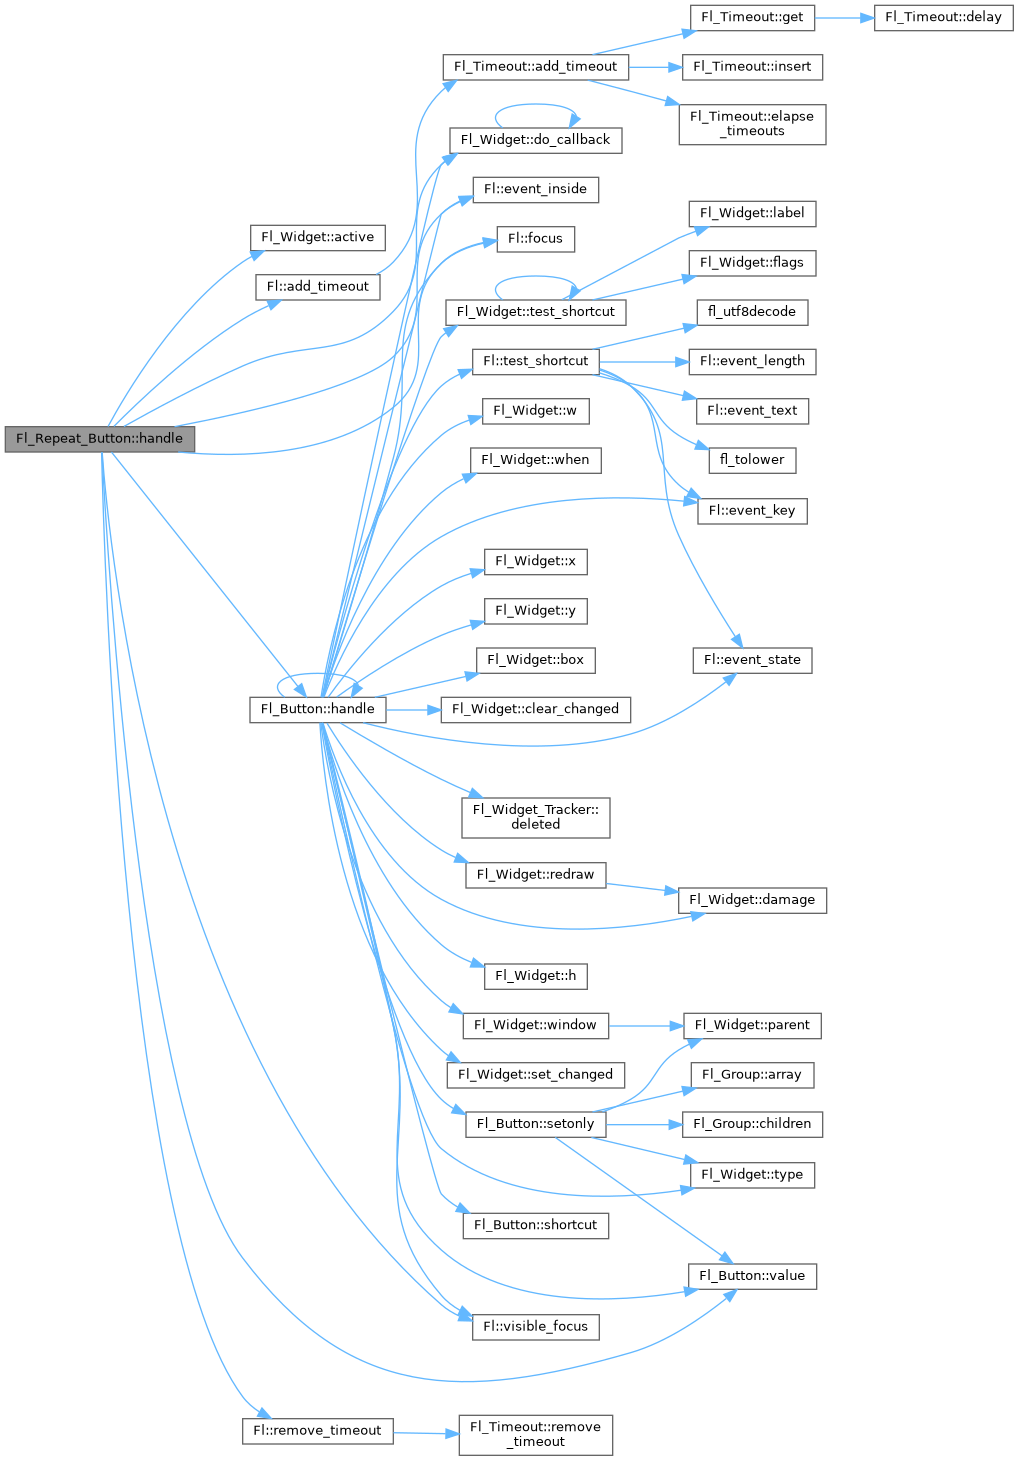 Fl_Timeout::get
Fl_Timeout::delay
Fl_Timeout::add_timeout
Fl_Timeout::insert
Fl_Timeout::elapse
_timeouts
Fl_Widget::do_callback
Fl::event_inside
Fl_Widget::label
Fl_Widget::active
Fl::focus
Fl_Widget::flags
Fl::add_timeout
Fl_Widget::test_shortcut
fl_utf8decode
Fl::test_shortcut
Fl::event_length
Fl_Widget::w
Fl::event_text
Fl_Repeat_Button::handle
Fl_Widget::when
fl_tolower
Fl::event_key
Fl_Widget::x
Fl_Widget::y
Fl_Widget::box
Fl::event_state
Fl_Button::handle
Fl_Widget::clear_changed
Fl_Widget_Tracker::
deleted
Fl_Widget::redraw
Fl_Widget::damage
Fl_Widget::h
Fl_Widget::window
Fl_Widget::parent
Fl_Widget::set_changed
Fl_Group::array
Fl_Button::setonly
Fl_Group::children
Fl_Widget::type
Fl_Button::shortcut
Fl_Button::value
Fl::visible_focus
Fl::remove_timeout
Fl_Timeout::remove
_timeout